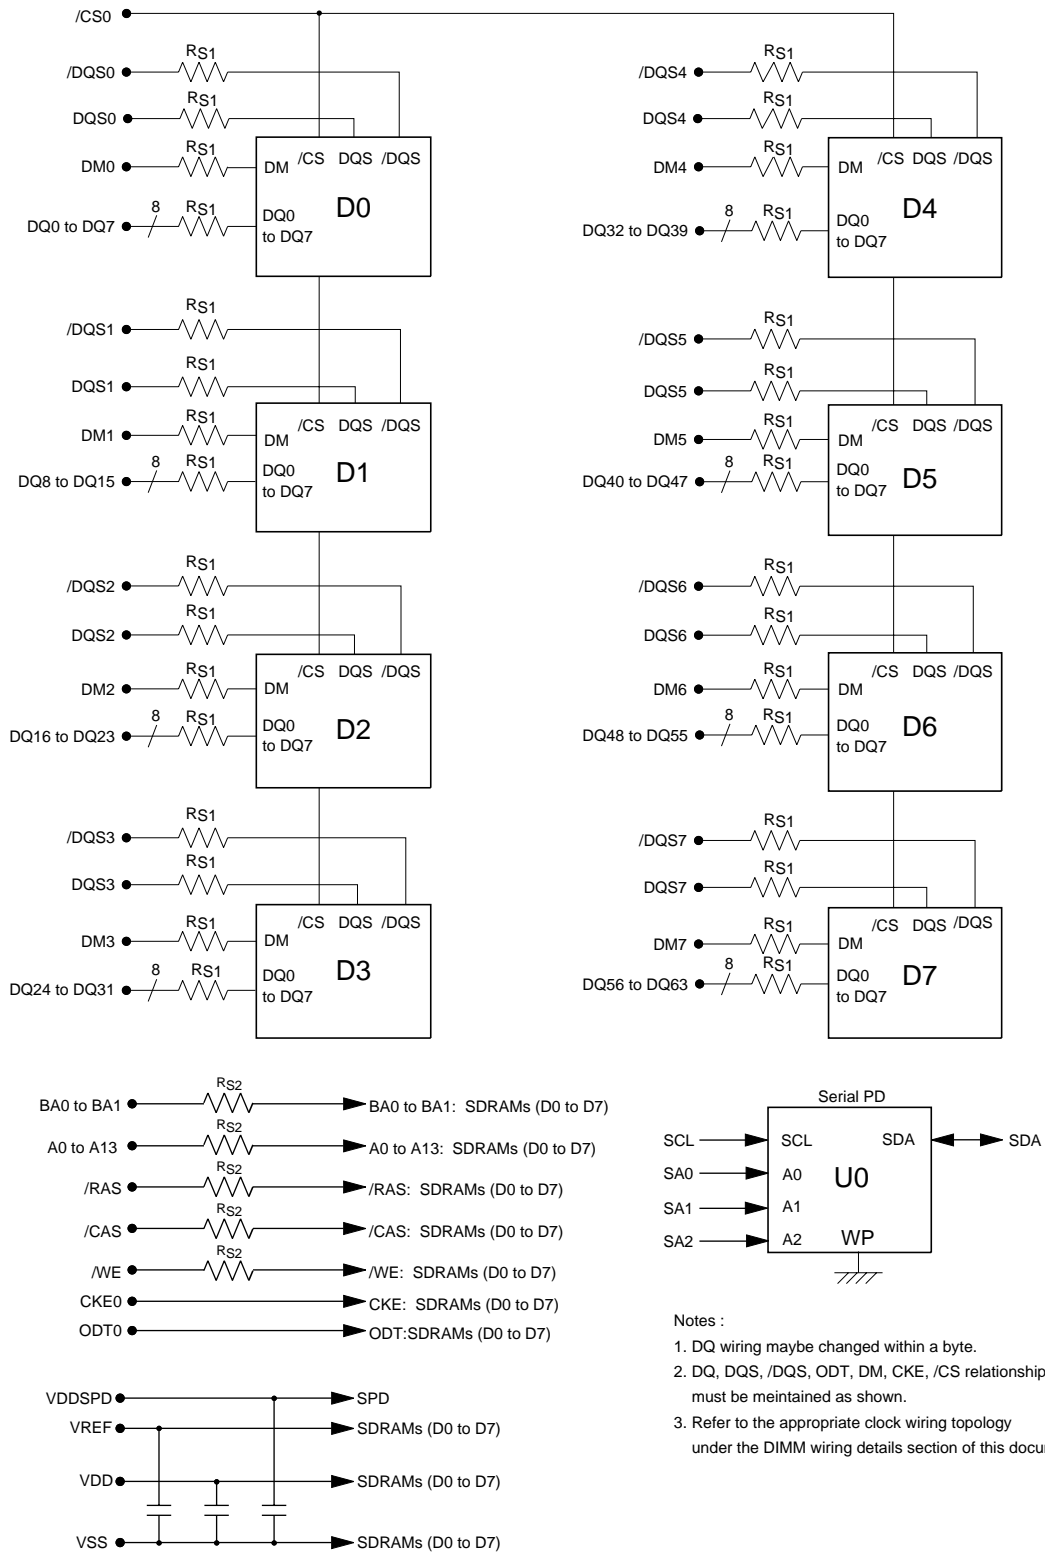 /CS0
RS1
/DQS0
RS1
DQS0
RS1
DM0
8 RS1
DQ0 to DQ7
/CS DQS /DQS
DM
D0
DQ0
to DQ7
RS1
/DQS4
RS1
DQS4
RS1
DM4
8 RS1
DQ32 to DQ39
/CS DQS /DQS
DM
D4
DQ0
to DQ7
RS1
/DQS1
RS1
DQS1
RS1
DM1
8 RS1
DQ8 to DQ15
/CS DQS /DQS
DM
D1
DQ0
to DQ7
RS1
/DQS5
RS1
DQS5
RS1
DM5
8 RS1
DQ40 to DQ47
/CS DQS /DQS
DM
D5
DQ0
to DQ7
RS1
/DQS2
RS1
DQS2
RS1
DM2
8 RS1
DQ16 to DQ23
/CS DQS /DQS
DM
D2
DQ0
to DQ7
RS1
/DQS6
RS1
DQS6
RS1
DM6
8 RS1
DQ48 to DQ55
/CS DQS /DQS
DM
D6
DQ0
to DQ7
RS1
/DQS3
RS1
DQS3
RS1
DM3
8 RS1
DQ24 to DQ31
/CS DQS /DQS
DM
D3
DQ0
to DQ7
RS1
/DQS7
RS1
DQS7
RS1
DM7
8 RS1
DQ56 to DQ63
/CS DQS /DQS
DM
D7
DQ0
to DQ7
RS2
BA0 to BA1 BA0 to BA1: SDRAMs (D0 to D7)
RS2
A0 to A13 A0 to A13: SDRAMs (D0 to D7)
RS2
/RAS /RAS: SDRAMs (D0 to D7)
RS2
/CAS /CAS: SDRAMs (D0 to D7)
RS2
/WE /WE: SDRAMs (D0 to D7)
CKE0 CKE: SDRAMs (D0 to D7)
ODT0 ODT:SDRAMs (D0 to D7)
VDDSPD SPD
VREF SDRAMs (D0 to D7)
VDD SDRAMs (D0 to D7)
VSS SDRAMs (D0 to D7)
Serial PD
SCL SCL SDA SDA
SA0 A0 U0
SA1 A1
SA2 A2 WP
Notes :
1. DQ wiring maybe changed within a byte.
2. DQ, DQS, /DQS, ODT, DM, CKE, /CS relationship
must be meintained as shown.
3. Refer to the appropriate clock wiring topology
under the DIMM wiring details section of this